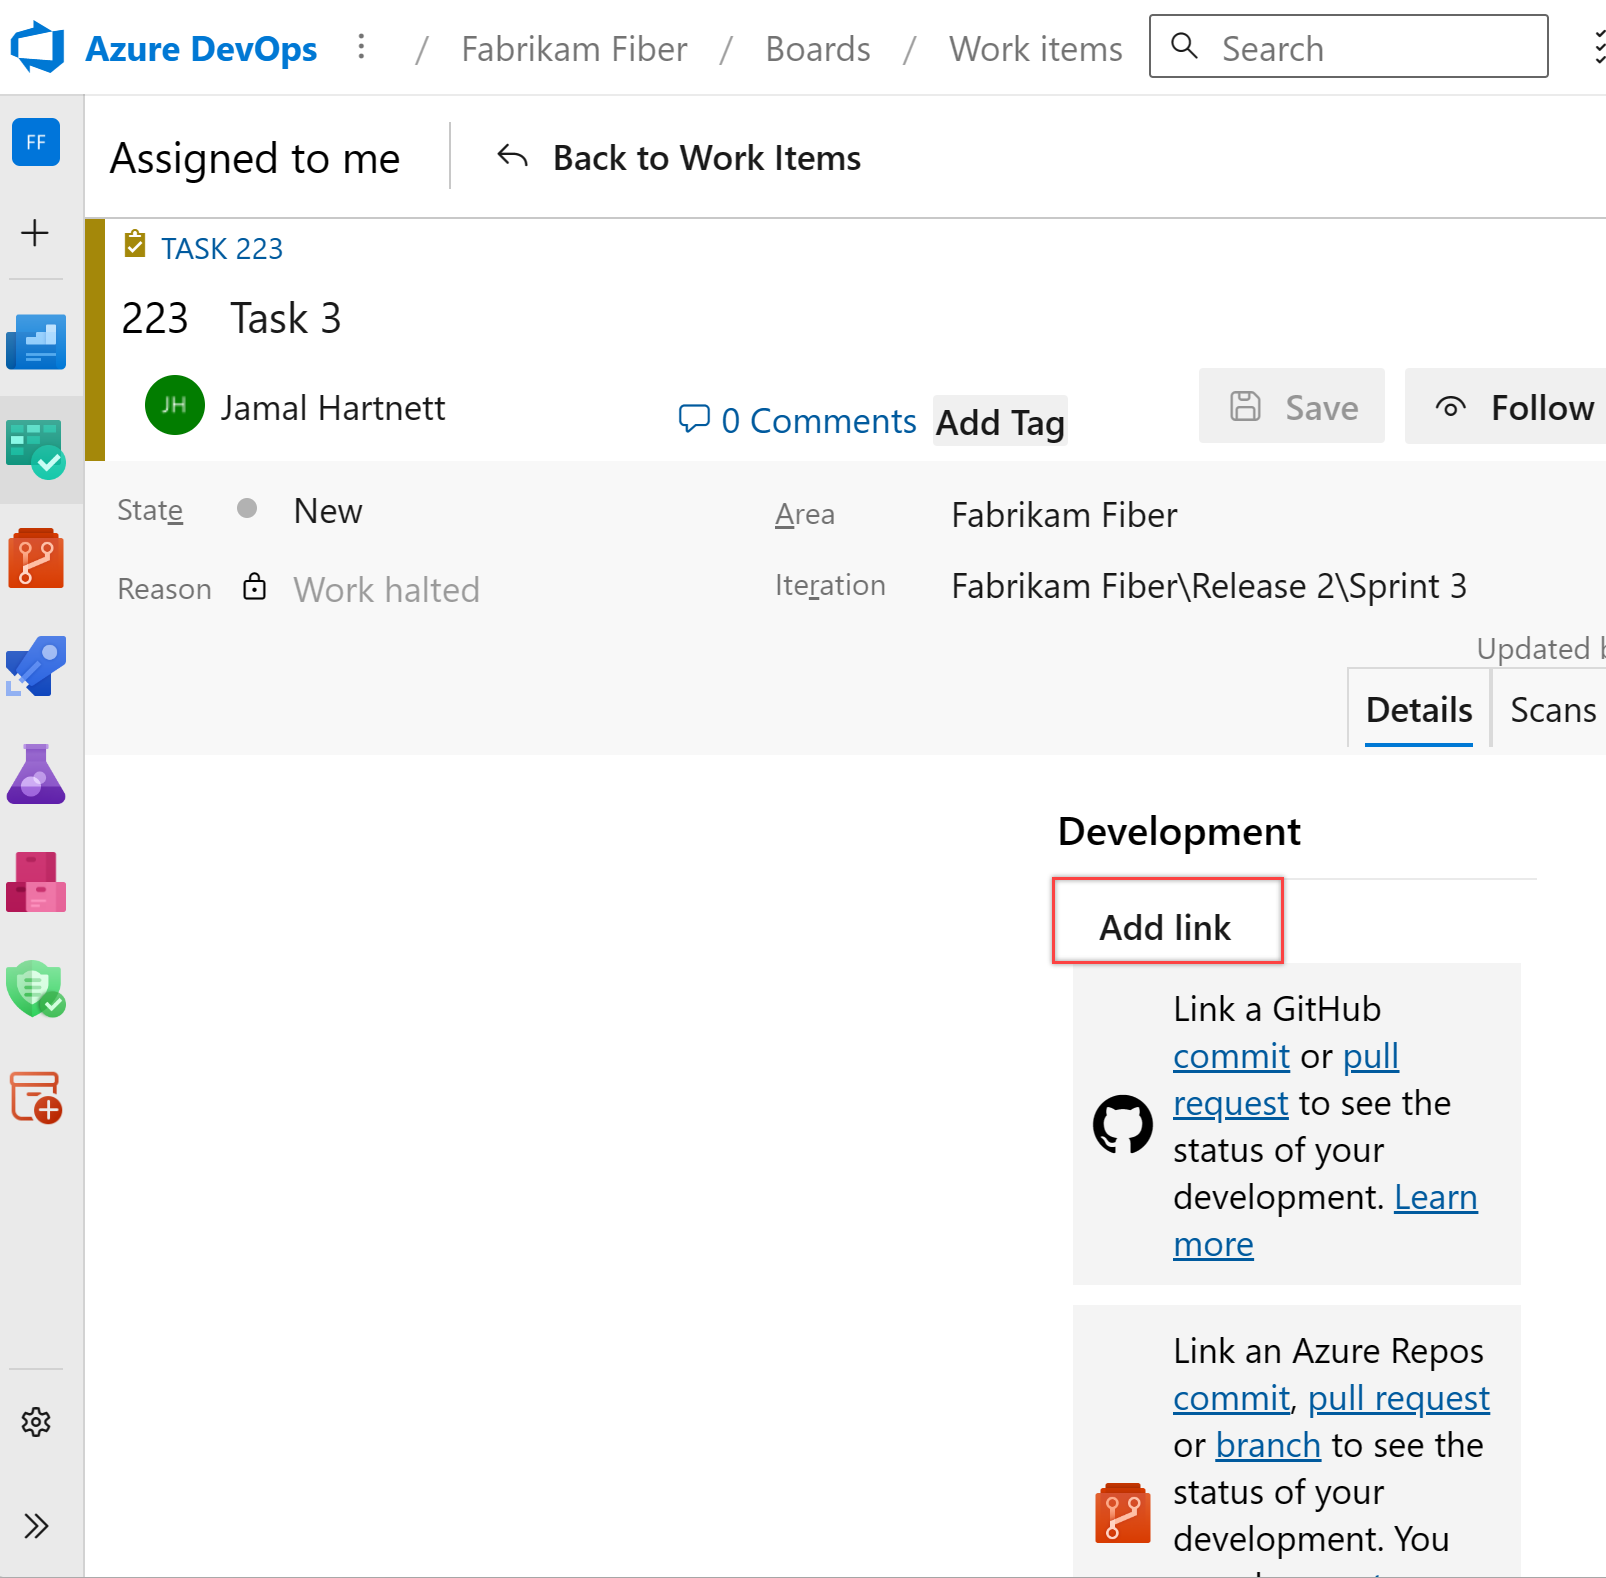 Azure DevOps / Fabrikam Fiber / Boards / Work items Search
FF
Assigned to me Back to Work Items
TASK 223
223 Task 3
JH Jamal Hartnett 0 Comments Add Tag Save Follow
State New Area Fabrikam Fiber
Reason Work halted Iteration Fabrikam Fiber\Release 2\Sprint 3
Updated
Details Scans
Development
Add link
Link a GitHub
commit or pull
request to see the
status of your
development. Learn
more
Link an Azure Repos
commit, pull request
or branch to see the
status of your
development. You